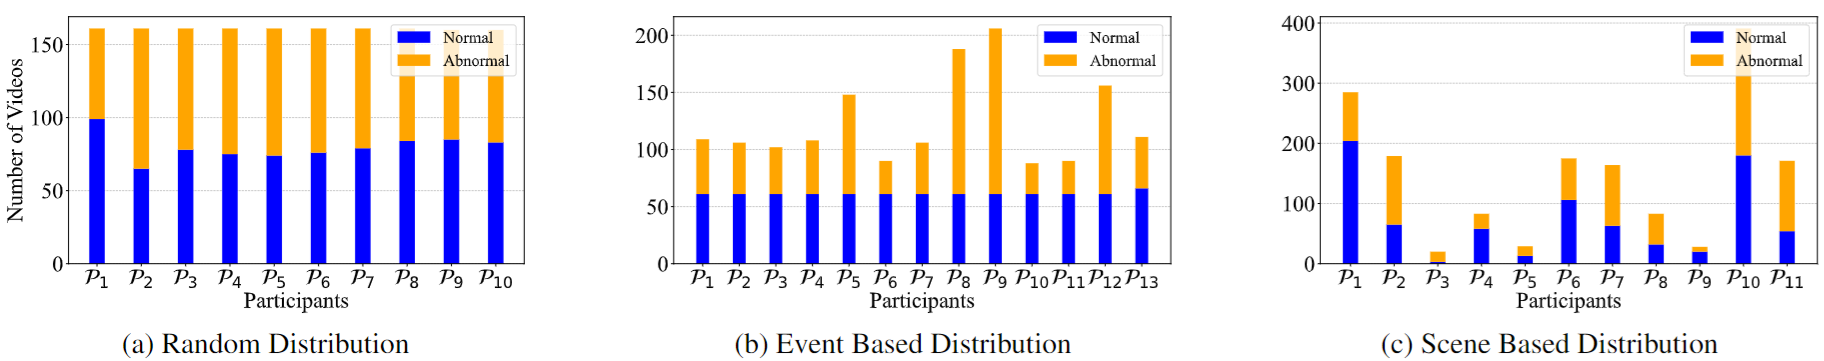 Number of Videos
150
100
50
0
Normal
Abnormal
P1 P2 P3 P4 P5 P6 P7 P8 P9 P10
Participants
(a) Random Distribution
200
150
100
50
0
Normal
Abnormal
P1 P2 P3 P4 P5 P6 P7 P8 P9 P10 P11 P12 P13
Participants
(b) Event Based Distribution
400
300
200
100
0
Normal
Abnormal
P1 P2 P3 P4 P5 P6 P7 P8 P9 P10 P11
Participants
(c) Scene Based Distribution